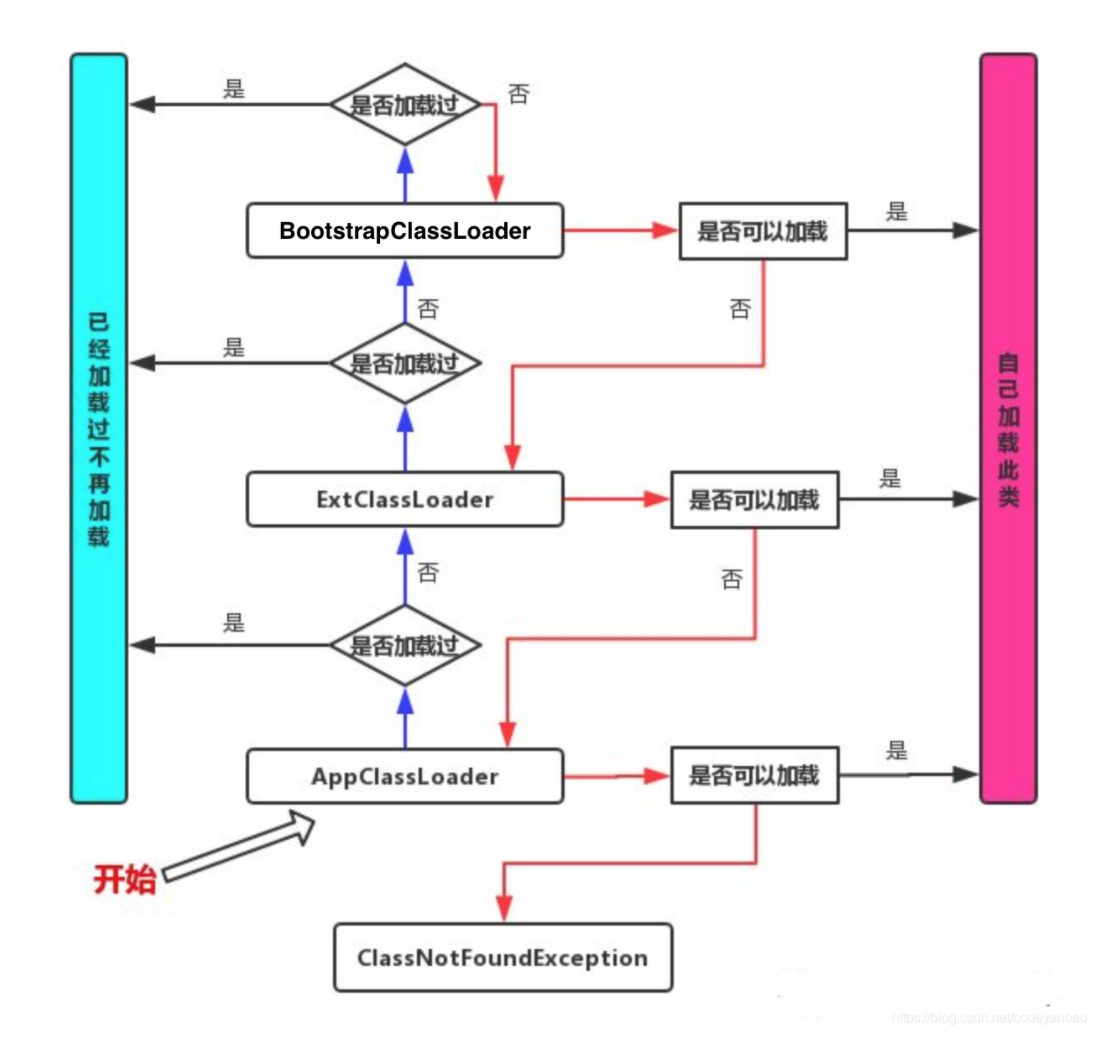 是
是否加载过
否
BootstrapClassLoader
是否可以加载
是
否
否
是
是否加载过
已经加载过不再加载
自己加载此类
ExtClassLoader
是否可以加载
是
否
否
是
是否加载过
AppClassLoader
是否可以加载
是
开始
ClassNotFoundException
https://blog.csdn.net/codeyanbao